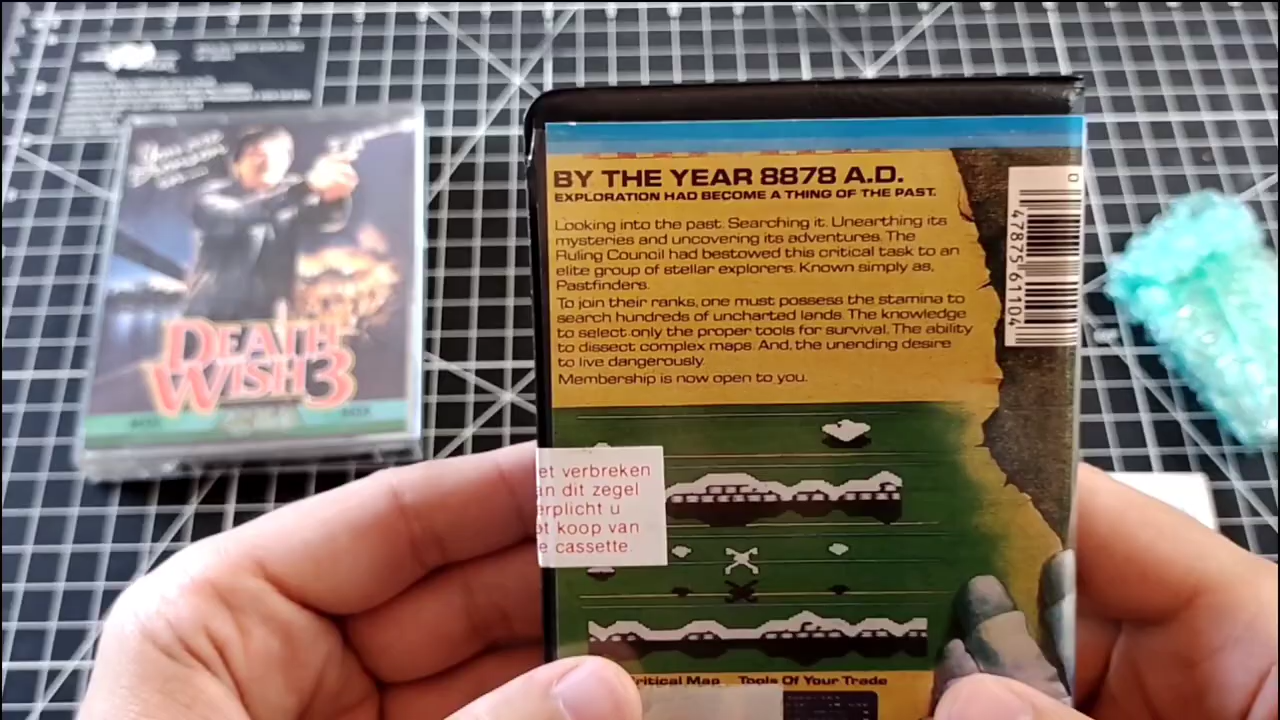 DEATH
WISH 3
BY THE YEAR 8878 A.D.
EXPLORATION HAD BECOME A THING OF THE PAST.
Looking into the past. Searching it. Unearthing its
mysteries and uncovering its adventures. The
Ruling Council had bestowed this critical task to an
elite group of stellar explorers. Known simply as,
Pastfinders.
To join their ranks, one must possess the stamina to
search hundreds of uncharted lands. The knowledge
to select only the proper tools for survival. The ability
to dissect complex maps. And, the unending desire
to live dangerously.
Membership is now open to you.
0
47875 61104
et verbreken
an dit zegel
erplicht u
ot koop van
e cassette.
ritical Map Tools Of Your Trade